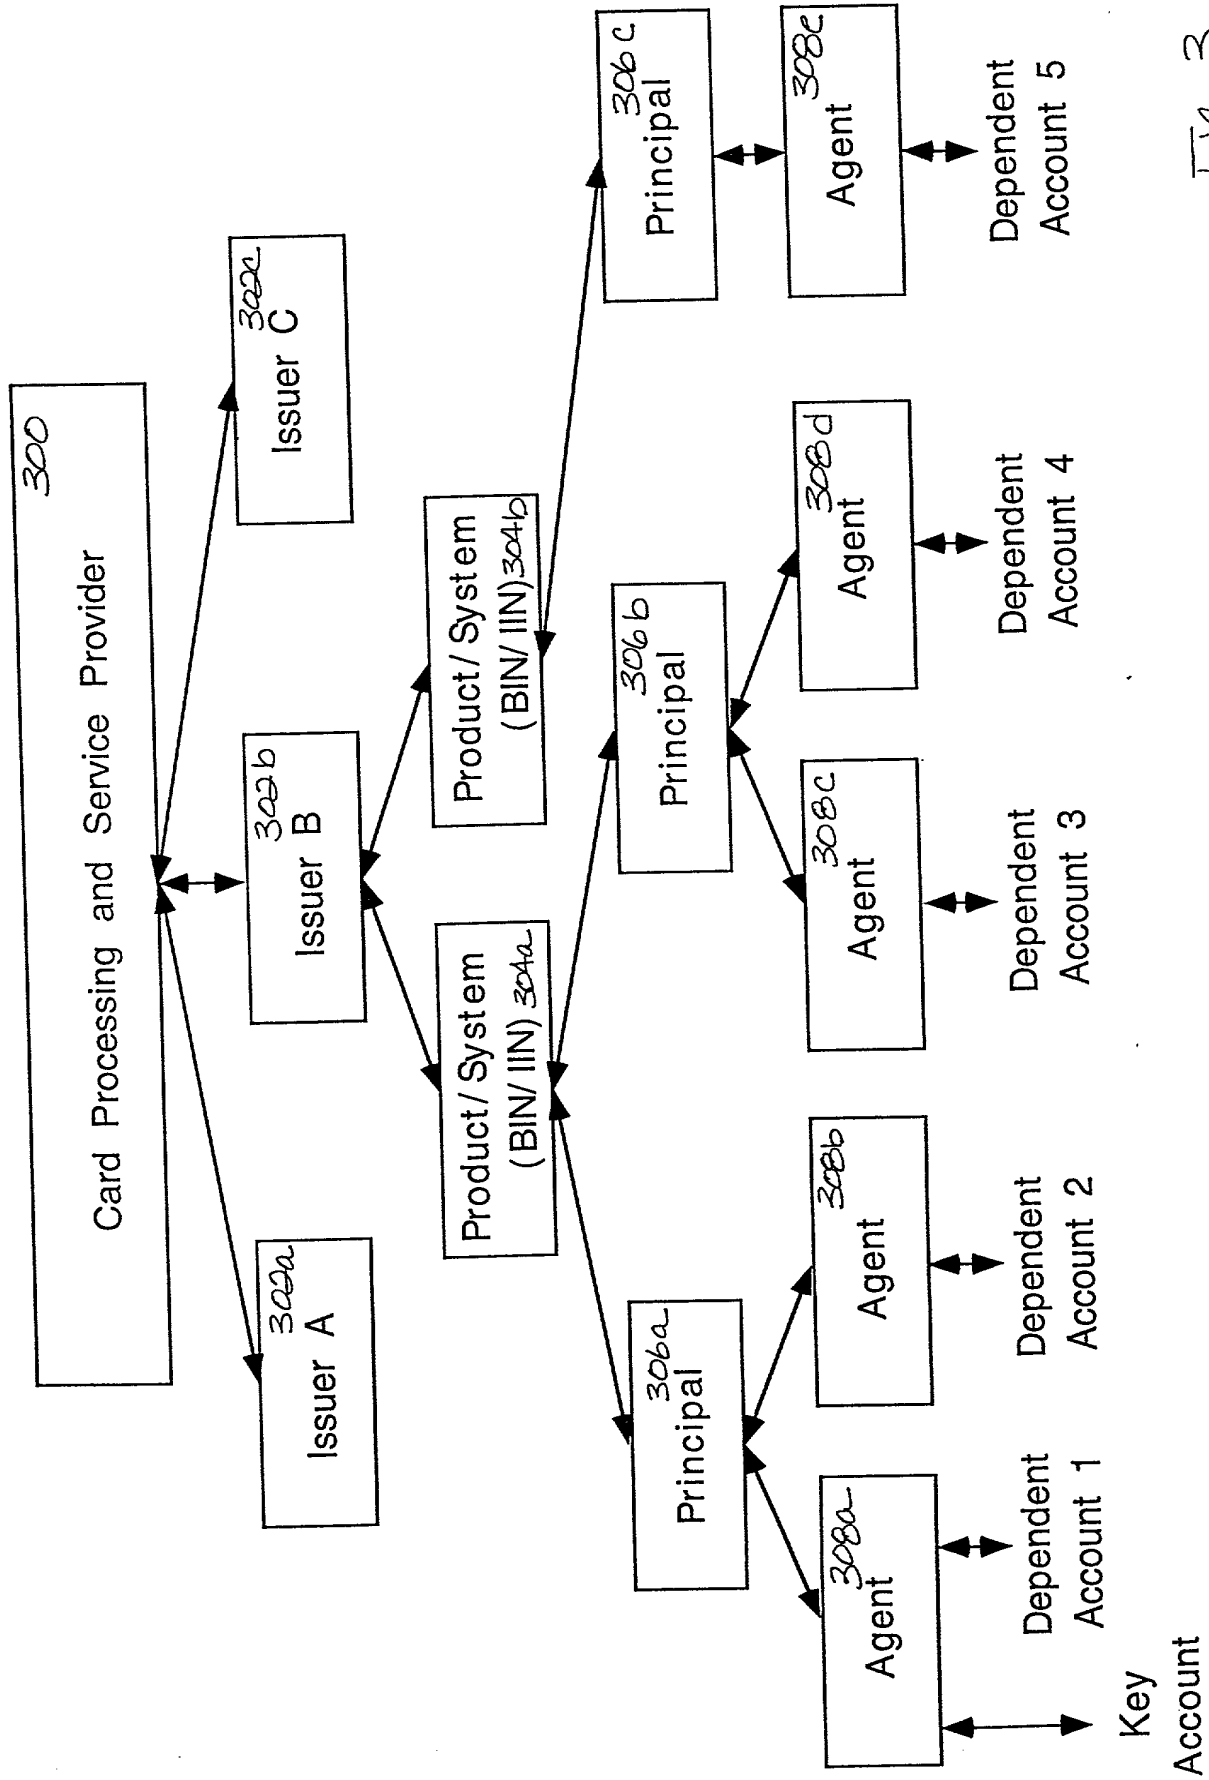 300
Card Processing and Service Provider
302a
Issuer A
302b
Issuer B
302c
Issuer C
Product/System
(BIN/IIN) 304a
Product/System
(BIN/IIN) 304b
306a
Principal
306b
Principal
306c
Principal
308a
Agent
308b
Agent
308c
Agent
308d
Agent
308e
Agent
Key
Account
Dependent
Account 1
Dependent
Account 2
Dependent
Account 3
Dependent
Account 4
Dependent
Account 5